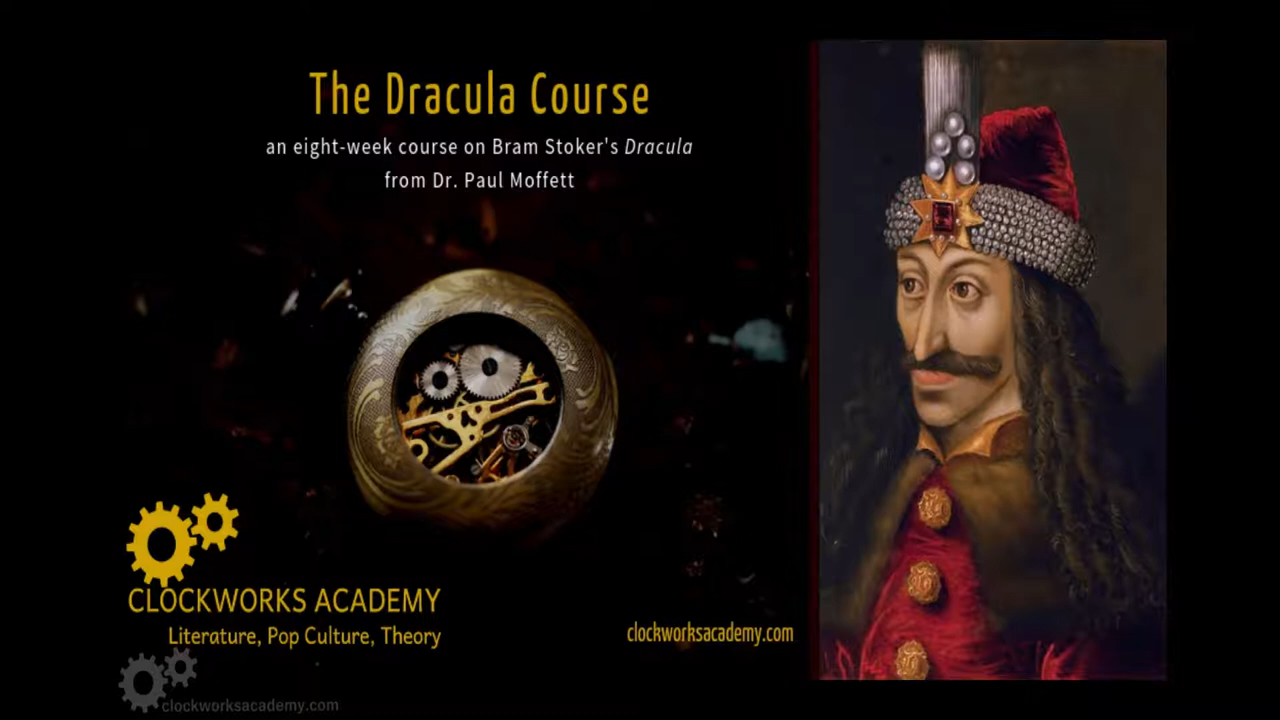 The Dracula Course
an eight-week course on Bram Stoker's Dracula
from Dr. Paul Moffett
CLOCKWORKS ACADEMY
Literature, Pop Culture, Theory
clockworksacademy.com
clockworksacademy.com